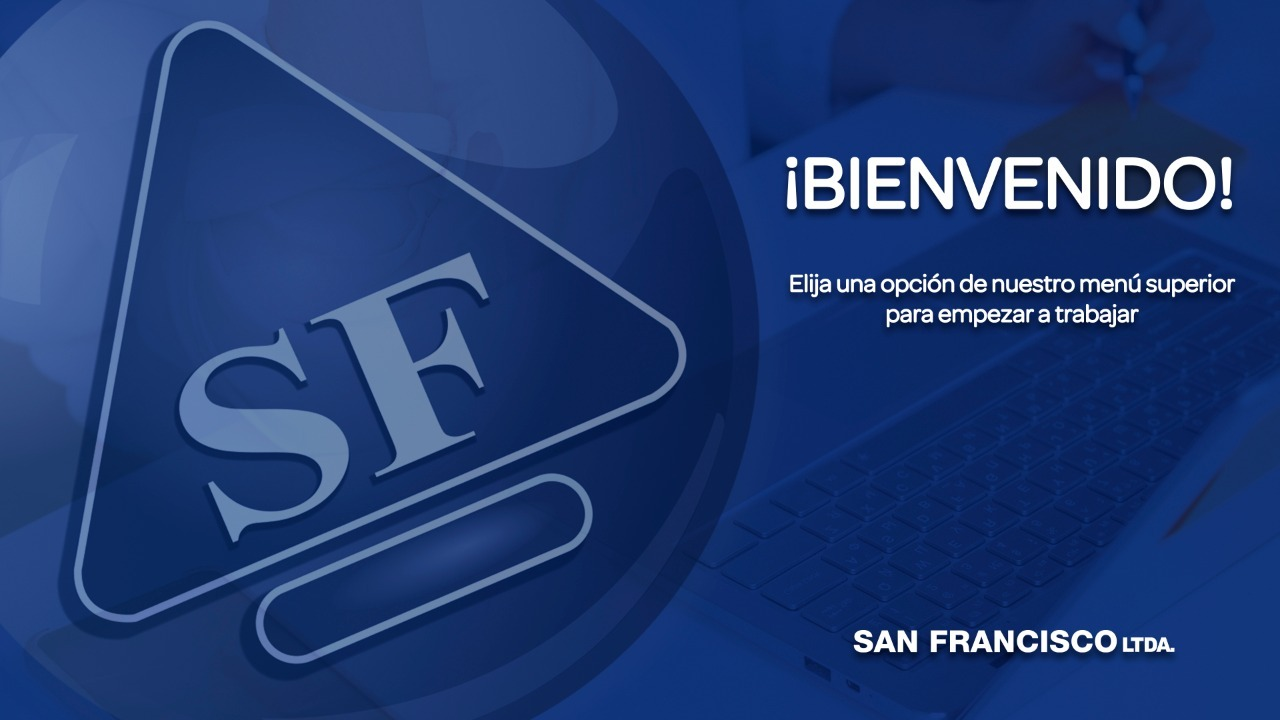 SF
¡BIENVENIDO!
Elija una opción de nuestro menú superior
para empezar a trabajar
SAN FRANCISCO LTDA.